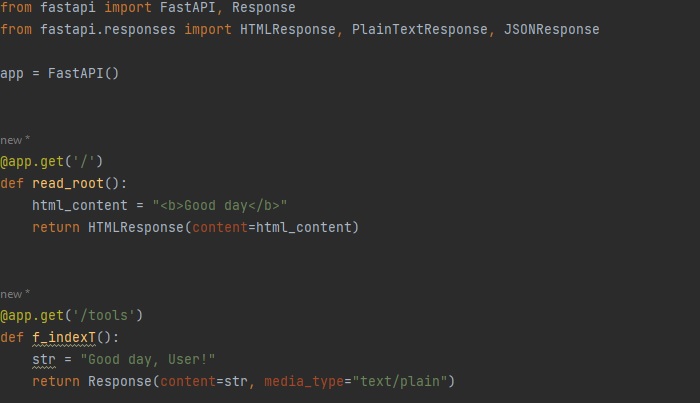 from fastapi import FastAPI, Response
from fastapi.responses import HTMLResponse, PlainTextResponse, JSONResponse
app = FastAPI()
new *
@app.get('/')
def read_root():
    html_content = "<b>Good day</b>"
    return HTMLResponse(content=html_content)
new *
@app.get('/tools')
def f_indexT():
    str = "Good day, User!"
    return Response(content=str, media_type="text/plain")